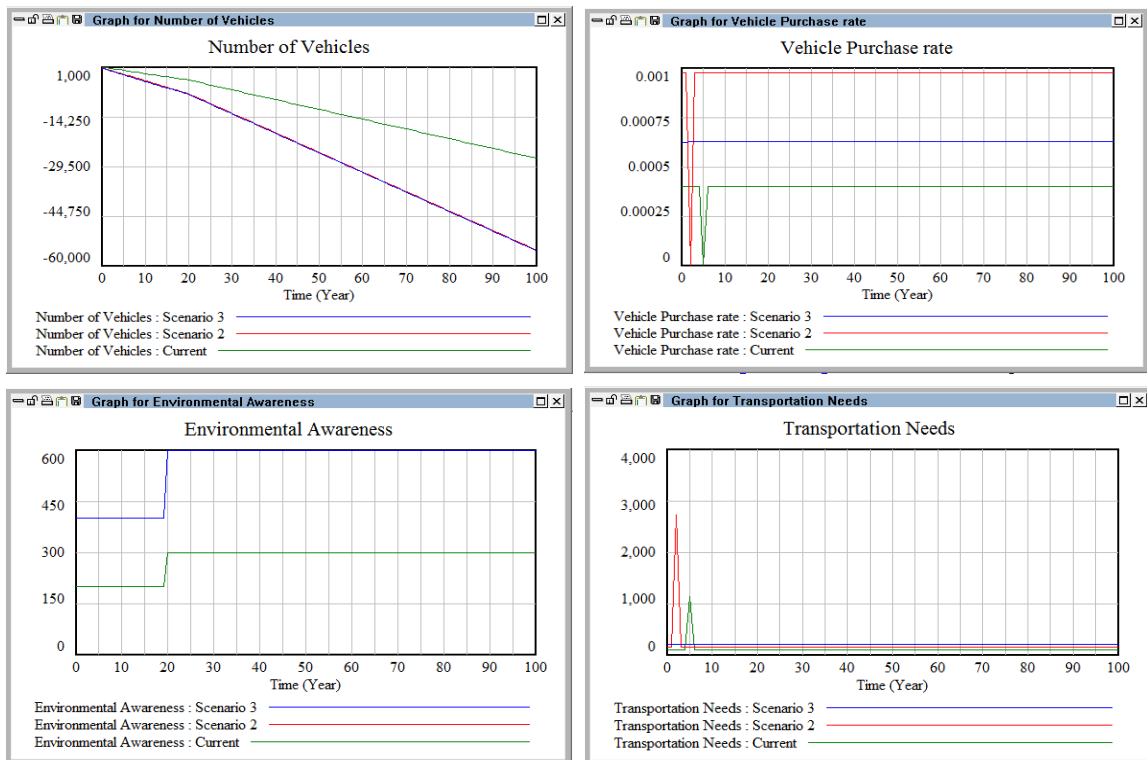 Graph for Number of Vehicles
Number of Vehicles
1,000
-14,250
-29,500
-44,750
-60,000
0 10 20 30 40 50 60 70 80 90 100
Time (Year)
Number of Vehicles : Scenario 3
Number of Vehicles : Scenario 2
Number of Vehicles : Current
Graph for Vehicle Purchase rate
Vehicle Purchase rate
0.001
0.00075
0.0005
0.00025
0
0 10 20 30 40 50 60 70 80 90 100
Time (Year)
Vehicle Purchase rate : Scenario 3
Vehicle Purchase rate : Scenario 2
Vehicle Purchase rate : Current
Graph for Environmental Awareness
Environmental Awareness
600
450
300
150
0
0 10 20 30 40 50 60 70 80 90 100
Time (Year)
Environmental Awareness : Scenario 3
Environmental Awareness : Scenario 2
Environmental Awareness : Current
Graph for Transportation Needs
Transportation Needs
4,000
3,000
2,000
1,000
0
0 10 20 30 40 50 60 70 80 90 100
Time (Year)
Transportation Needs : Scenario 3
Transportation Needs : Scenario 2
Transportation Needs : Current